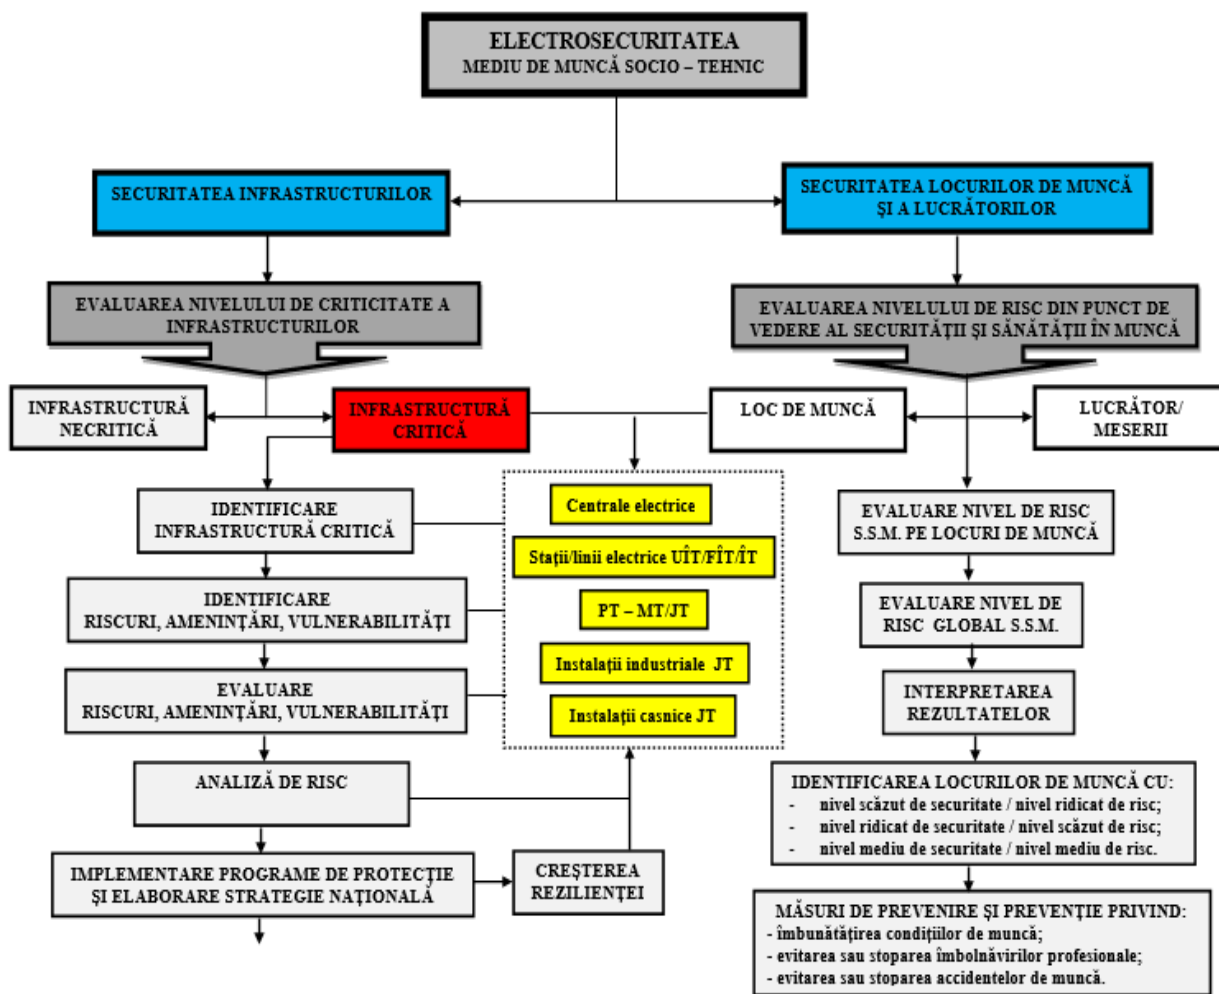 ELECTROSECURITATEA
MEDIU DE MUNCĂ SOCIO – TEHNIC
SECURITATEA INFRASTRUCTURILOR
SECURITATEA LOCURILOR DE MUNCĂ
ŞI A LUCRĂTORILOR
EVALUAREA NIVELULUI DE CRITICITATE A
INFRASTRUCTURILOR
EVALUAREA NIVELULUI DE RISC DIN PUNCT DE
VEDERE AL SECURITĂŢII ŞI SĂNĂTĂŢII ÎN MUNCĂ
INFRASTRUCTURĂ
NECRITICĂ
INFRASTRUCTURĂ
CRITICĂ
LOC DE MUNCĂ
LUCRĂTOR/
MESERII
IDENTIFICARE
INFRASTRUCTURĂ CRITICĂ
IDENTIFICARE
RISCURI, AMENINŢĂRI, VULNERABILITĂŢI
EVALUARE
RISCURI, AMENINŢĂRI, VULNERABILITĂŢI
ANALIZĂ DE RISC
IMPLEMENTARE PROGRAME DE PROTECŢIE
ŞI ELABORARE STRATEGIE NAŢIONALĂ
CREŞTEREA
REZILIENŢEI
Centrale electrice
Staţii/linii electrice UÎT/FÎT/ÎT
PT – MT/JT
Instalaţii industriale JT
Instalaţii casnice JT
EVALUARE NIVEL DE RISC
S.S.M. PE LOCURI DE MUNCĂ
EVALUARE NIVEL DE
RISC GLOBAL S.S.M.
INTERPRETAREA
REZULTATELOR
IDENTIFICAREA LOCURILOR DE MUNCĂ CU:
- nivel scăzut de securitate / nivel ridicat de risc;
- nivel ridicat de securitate / nivel scăzut de risc;
- nivel mediu de securitate / nivel mediu de risc.
MĂSURI DE PREVENIRE ŞI PREVENŢIE PRIVIND:
- îmbunătăţirea condiţiilor de muncă;
- evitarea sau stoparea îmbolnăvirilor profesionale;
- evitarea sau stoparea accidentelor de muncă.